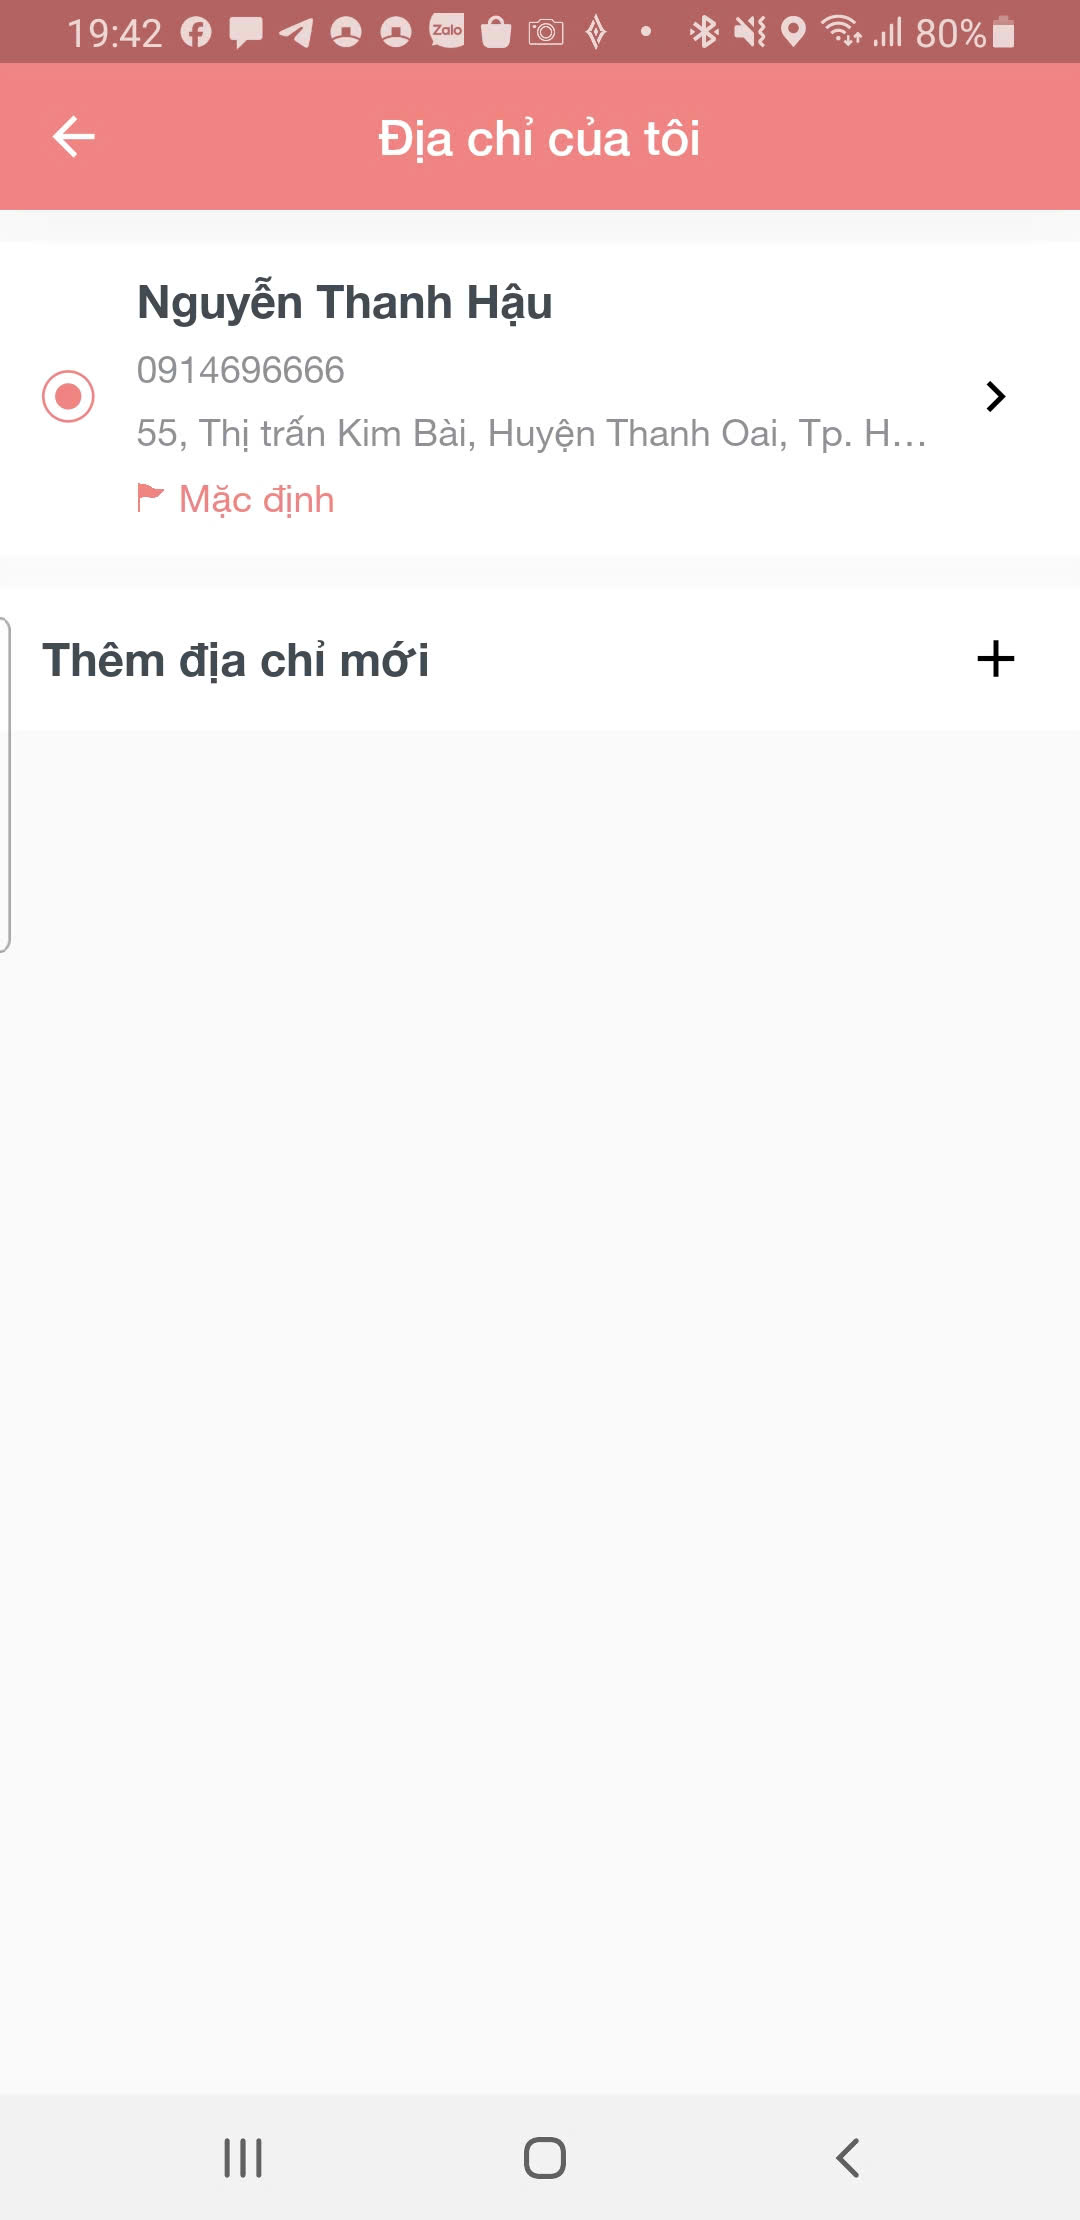 19:42 Zalo 80%
Địa chỉ của tôi
Nguyễn Thanh Hậu
0914696666
55, Thị trấn Kim Bài, Huyện Thanh Oai, Tp. H...
Mặc định
Thêm địa chỉ mới